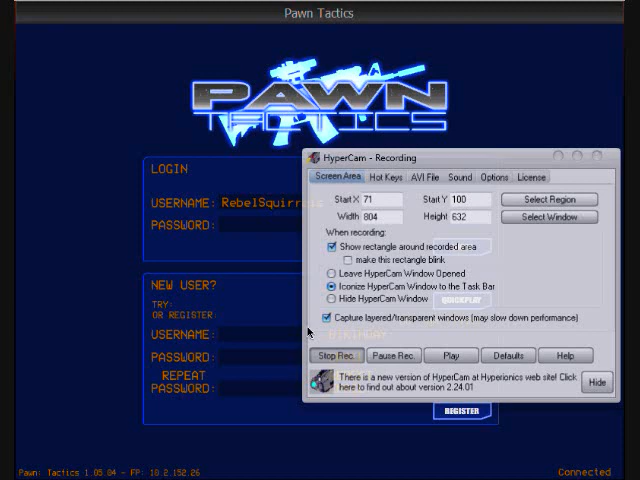 Pawn Tactics
PAWN
TACTICS
HyperCam - Recording
Screen Area Hot Keys AVI File Sound Options License
Start X 71 Start Y 100 Select Region
Width 804 Height 632 Select Window
When recording:
Show rectangle around recorded area
make this rectangle blink
Leave HyperCam Window Opened
Iconize HyperCam Window to the Task Bar
Hide HyperCam Window
QUICKPLAY
Capture layered/transparent windows (may slow down performance)
Stop Rec. Pause Rec. Play Defaults Help
There is a new version of HyperCam at Hyperionics web site! Click
here to find out about version 2.24.01
Hide
LOGIN
USERNAME: RebelSquirrel
PASSWORD:
NEW USER?
TRY:
OR REGISTER:
USERNAME: BIRTHDAY:
PASSWORD:
REPEAT
PASSWORD:
REGISTER
Pawn: Tactics 1.05.04 - FP: 10.2.152.26
Connected